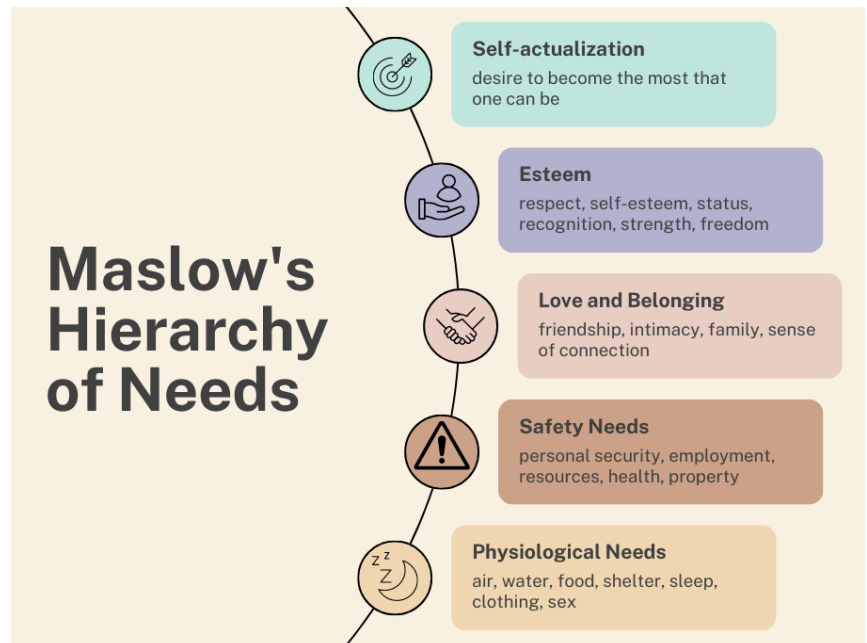 Maslow's
Hierarchy
of Needs
Self-actualization
desire to become the most that
one can be
Esteem
respect, self-esteem, status,
recognition, strength, freedom
Love and Belonging
friendship, intimacy, family, sense
of connection
Safety Needs
personal security, employment,
resources, health, property
z z
z
Physiological Needs
air, water, food, shelter, sleep,
clothing, sex